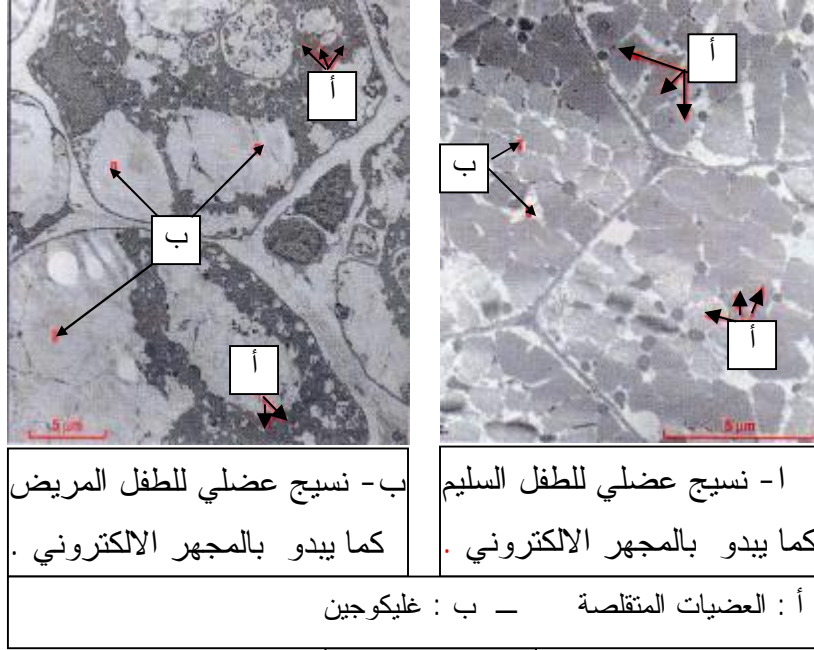 أ
أ
ب
ب
أ
أ
5 µm
5 µm
ا- نسيج عضلي للطفل السليم
كما يبدو بالمجهر الالكتروني .
ب- نسيج عضلي للطفل المريض
كما يبدو بالمجهر الالكتروني .
أ : العضيات المتقلصة – ب : غليكوجين